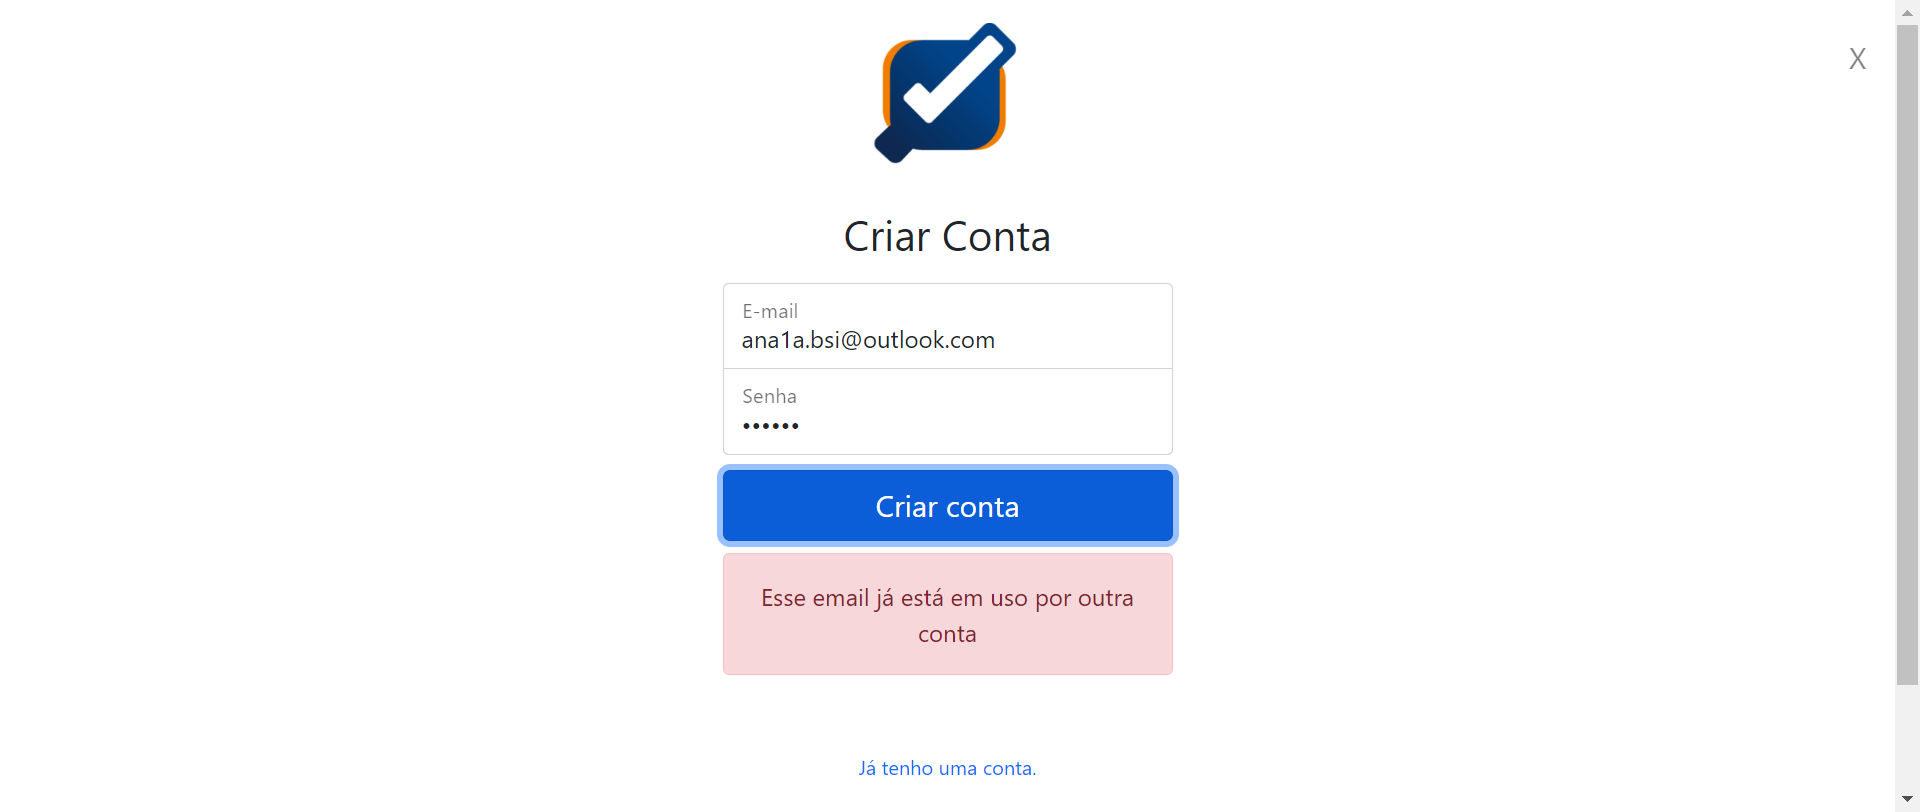 X
Criar Conta
E-mail
ana1a.bsi@outlook.com
Senha
••••••
Criar conta
Esse email já está em uso por outra
conta
Já tenho uma conta.